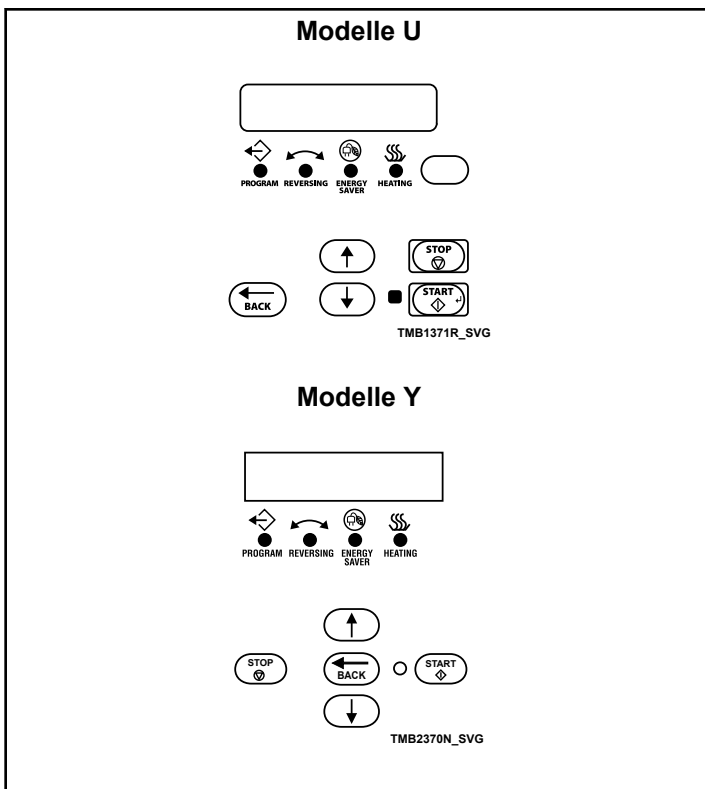 Modelle U
PROGRAM REVERSING ENERGY SAVER HEATING
STOP
BACK START
TMB1371R_SVG
Modelle Y
PROGRAM REVERSING ENERGY SAVER HEATING
STOP BACK START
TMB2370N_SVG